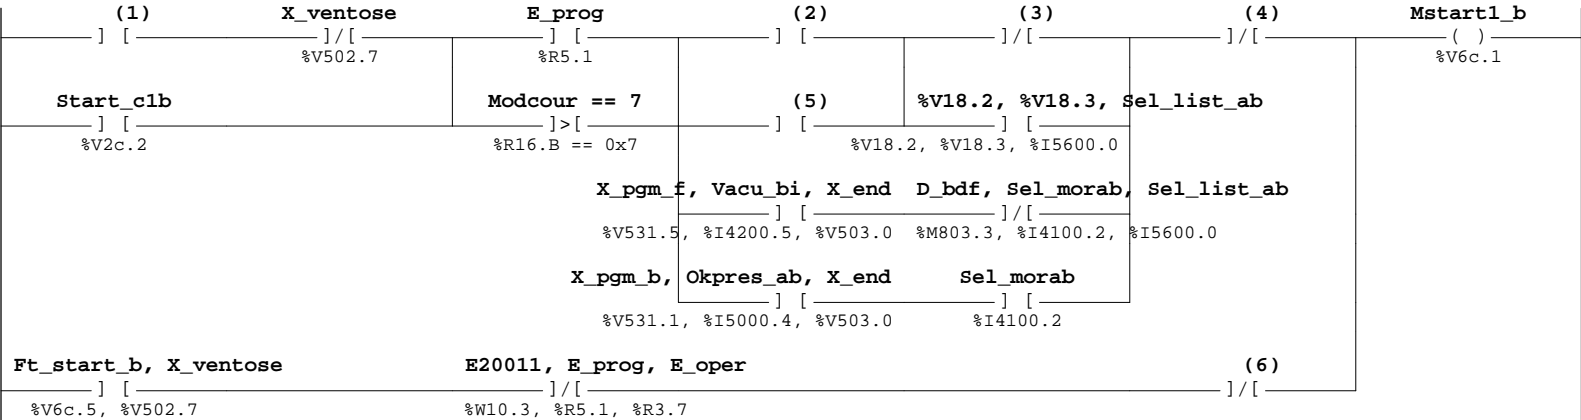 (1) X_ventose E_prog (2) (3) (4) Mstart1_b
] [ ]/[ ] [ ] [ ]/[ ]/[ ( )
%V502.7 %R5.1 %V6c.1
Start_c1b Modcour == 7 (5) %V18.2, %V18.3, Sel_list_ab
] [ ]>[ ] [ ] [
%V2c.2 %R16.B == 0x7 %V18.2, %V18.3, %I5600.0
X_pgm_f, Vacu_bi, X_end D_bdf, Sel_morab, Sel_list_ab
] [ ]/[
%V531.5, %I4200.5, %V503.0 %M803.3, %I4100.2, %I5600.0
X_pgm_b, Okpres_ab, X_end Sel_morab
] [ ] [
%V531.1, %I5000.4, %V503.0 %I4100.2
Ft_start_b, X_ventose E20011, E_prog, E_oper (6)
] [ ]/[ ]/[
%V6c.5, %V502.7 %W10.3, %R5.1, %R3.7